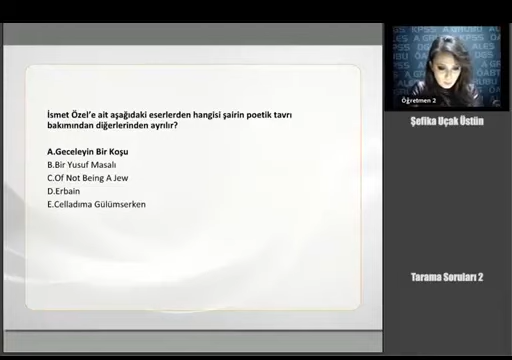 İsmet Özel'e ait aşağıdaki eserlerden hangisi şairin poetik tavrı
bakımından diğerlerinden ayrılır?
A.Geceleyin Bir Koşu
B.Bir Yusuf Masalı
C.Of Not Being A Jew
D.Erbain
E.Celladıma Gülümserken
Öğretmen 2
Şefika Uçak Üstün
Tarama Soruları 2